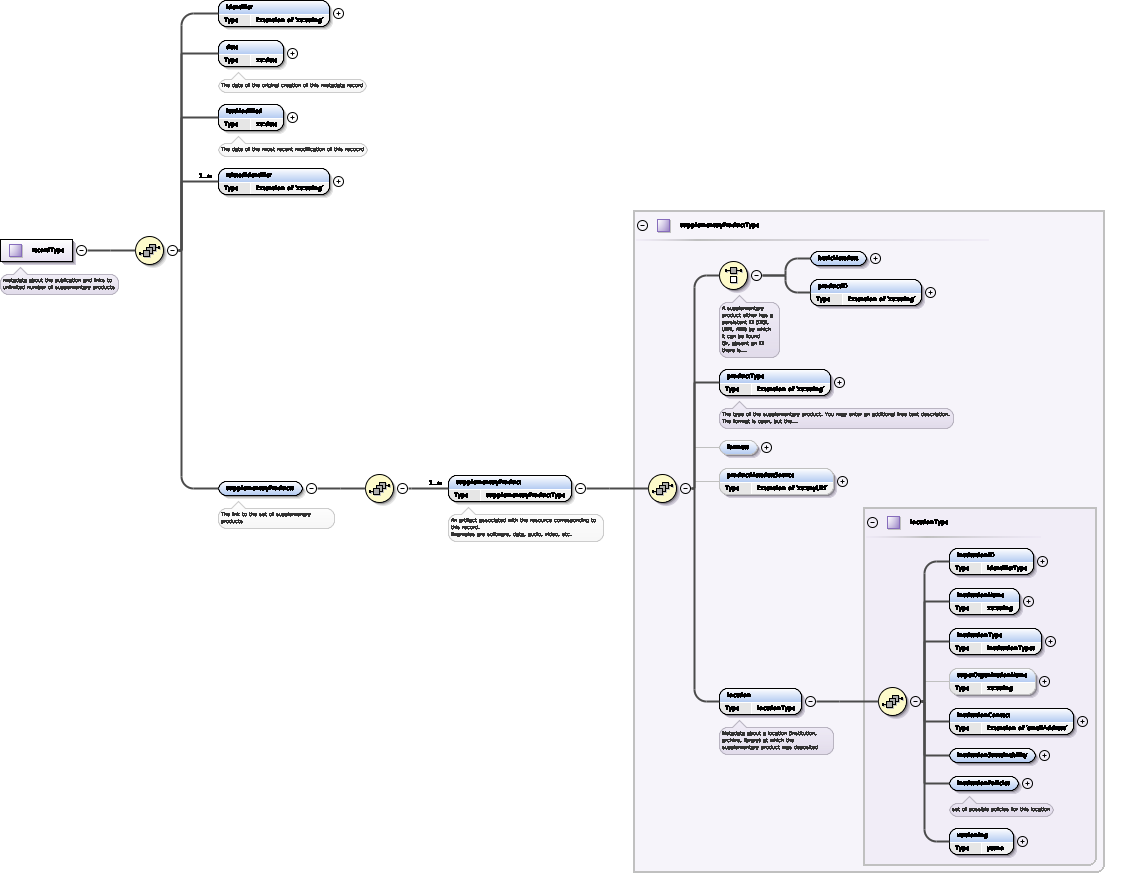 identifier
Type Extension of 'xs:string'
date
Type xs:date
The date of the original creation of this metadata record
lastModified
Type xs:date
The date of the most recent modification of this record
1..∞
relatedIdentifier
Type Extension of 'xs:string'
recordType
metadata about the publication and links to
unlimited number of supplementary products
supplementaryProducts
The link to the set of supplementary
products
1..∞
supplementaryProduct
Type supplementaryProductType
An artifact associated with the resource corresponding to
this record.
Examples are software, data, audio, video, etc.
supplementaryProductType
basicMetadata
productID
Type Extension of 'xs:string'
A supplementary
product either has a
persistent ID (DOI,
URN, ARK) by which
it can be found
Or, absent an ID
there is...
productType
Type Extension of 'xs:string'
The type of the supplementary product. You may enter an additional free text description.
The format is open, but the...
formats
Type Extension of 'xs:anyURI'
location
Type locationType
Metadata about a location (institution,
archive, library) at which the
supplementary product was deposited
locationType
institutionID
Type identifierType
institutionName
Type xs:string
institutionType
Type institutionTypes
superOrganizationName
Type xs:string
institutionContact
Type Extension of 'emailAddress'
institutionSustainability
institutionPolicies
set of possible policies for this location
versioning
Type yesno